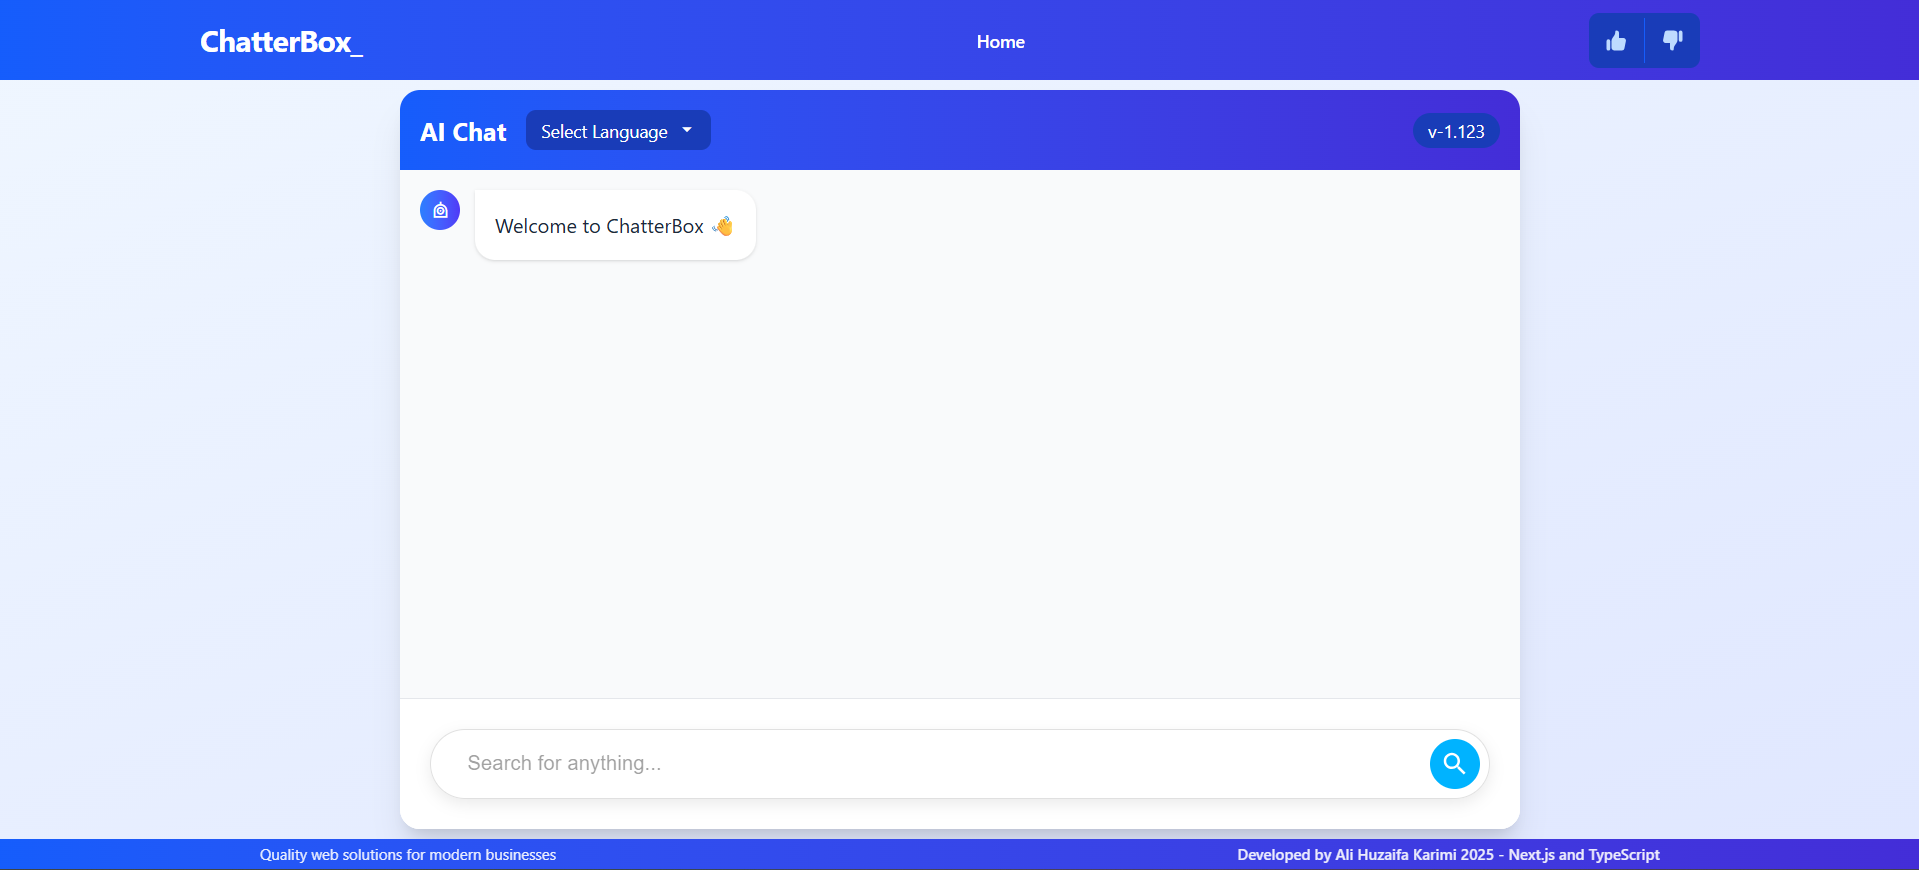 ChatterBox_
Home
AI Chat
Select Language
v-1.123
Welcome to ChatterBox 👋
Search for anything...
Quality web solutions for modern businesses
Developed by Ali Huzaifa Karimi 2025 - Next.js and TypeScript